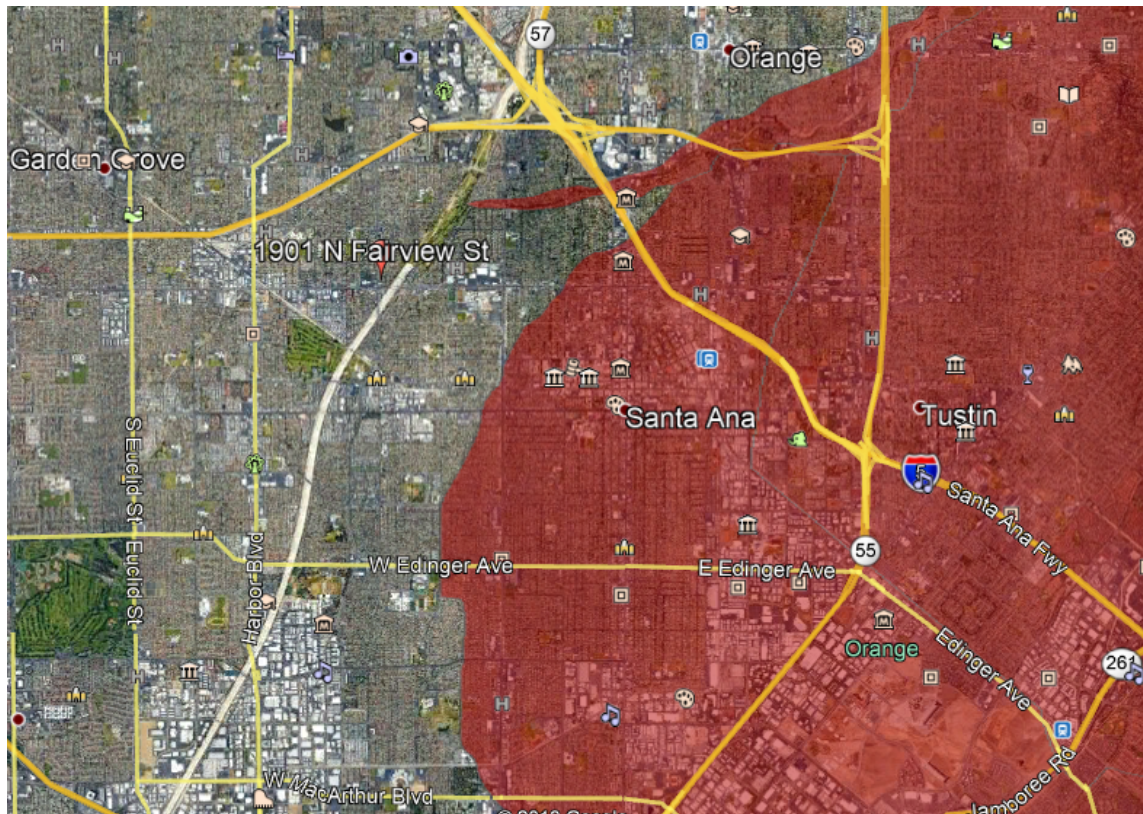 57
Orange
Garden Grove
1901 N Fairview St
Santa Ana
Tustin
S Euclid St
Euclid St
Harbor Blvd
5
Santa Ana Fwy
55
W Edinger Ave
E Edinger Ave
Orange
Edinger Ave
261
Jamboree Rd
W MacArthur Blvd